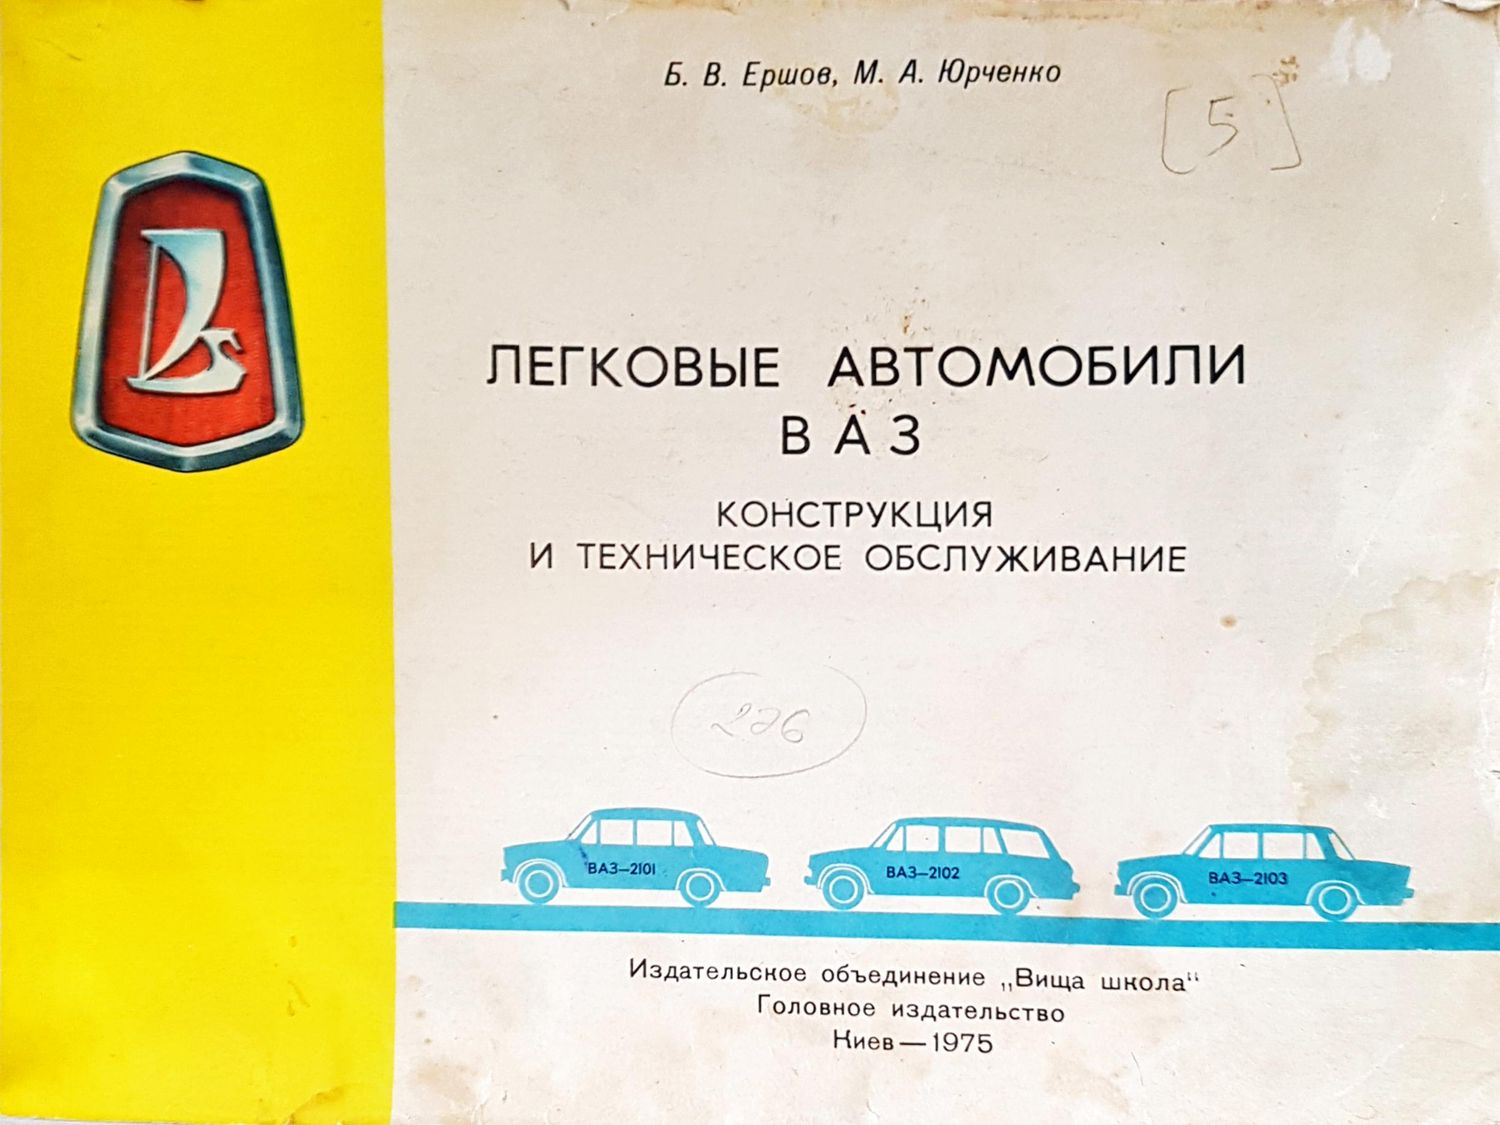 Б. В. Ершов, М. А. Юрченко
[5]
ЛЕГКОВЫЕ АВТОМОБИЛИ
ВАЗ
КОНСТРУКЦИЯ
И ТЕХНИЧЕСКОЕ ОБСЛУЖИВАНИЕ
ВАЗ—2101 ВАЗ—2102 ВАЗ—2103
Издательское объединение „Вища школа“
Головное издательство
Киев — 1975